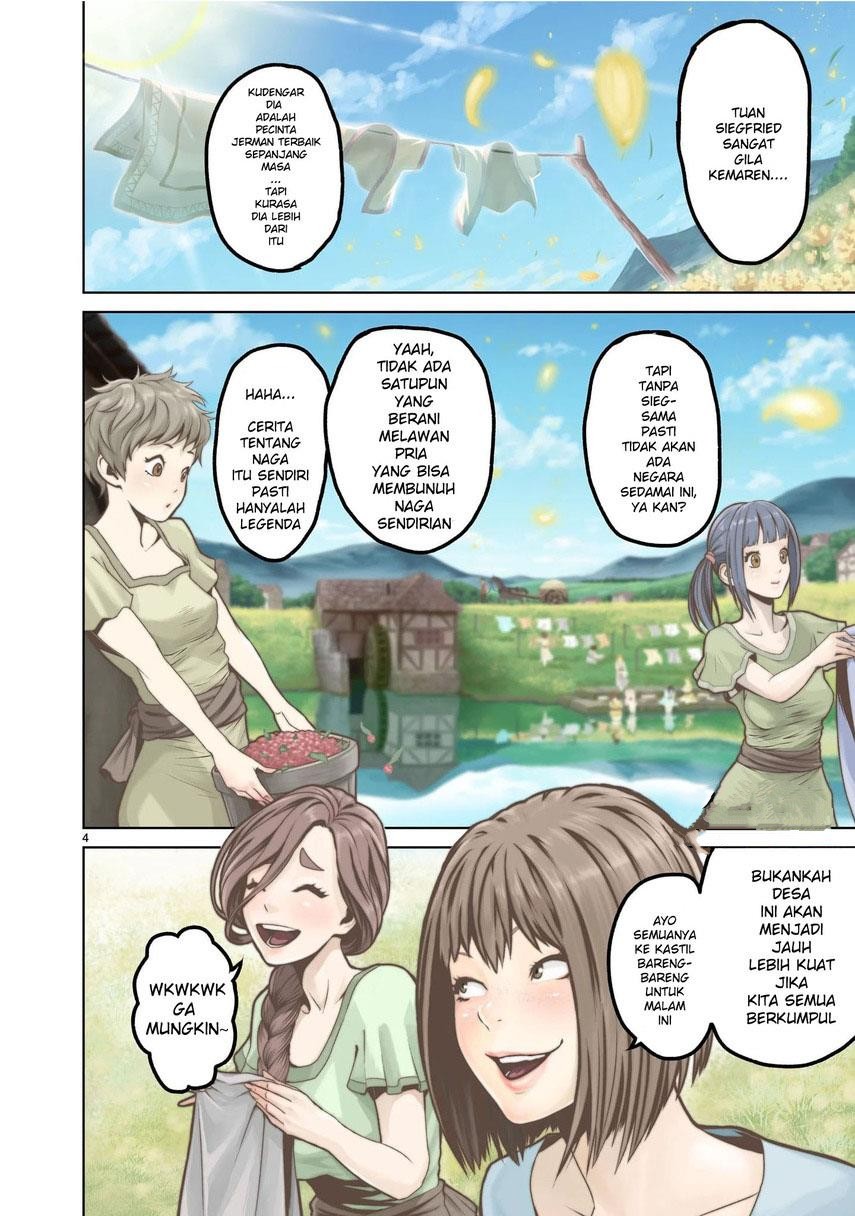 TUAN
SIEGFRIED
SANGAT
GILA
KEMAREN....
KUDENGAR
DIA
ADALAH
PECINTA
JERMAN TERBAIK
SEPANJANG
MASA
...
TAPI
KURASA
DIA LEBIH
DARI
ITU
TAPI
TANPA
SIEG-
SAMA
PASTI
TIDAK AKAN
ADA
NEGARA
SEDAMAI INI,
YA KAN?
YAAH,
TIDAK ADA
SATUPUN
YANG
BERANI
MELAWAN
PRIA
YANG BISA
MEMBUNUH
NAGA
SENDIRIAN
HAHA...
CERITA
TENTANG
NAGA
ITU SENDIRI
PASTI
HANYALAH
LEGENDA
4
BUKANKAH
DESA
INI AKAN
MENJADI
JAUH
LEBIH KUAT
JIKA
KITA SEMUA
BERKUMPUL
AYO
SEMUANYA
KE KASTIL
BARENG-
BARENG
UNTUK
MALAM
INI
WKWKWK
GA
MUNGKIN~